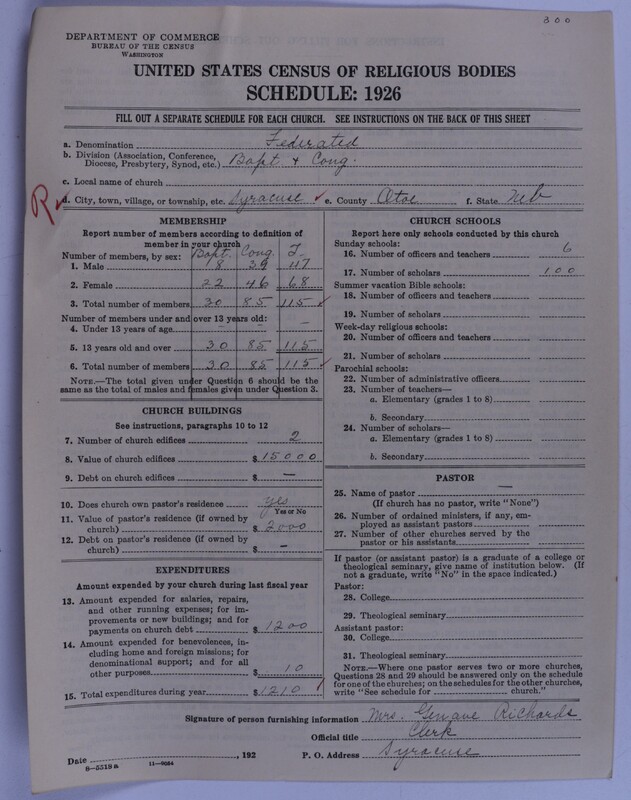 300
DEPARTMENT OF COMMERCE
BUREAU OF THE CENSUS
WASHINGTON
UNITED STATES CENSUS OF RELIGIOUS BODIES
SCHEDULE: 1926
FILL OUT A SEPARATE SCHEDULE FOR EACH CHURCH. SEE INSTRUCTIONS ON THE BACK OF THIS SHEET
a. Denomination Federated
b. Division (Association, Conference, Diocese, Presbytery, Synod, etc.) Bapt & Cong.
c. Local name of church
R d. City, town, village, or township, etc. Syracuse ✓ e. County Otoe f. State Neb
MEMBERSHIP
Report number of members according to definition of
member in your church
Number of members, by sex: Bapt. Cong. T.
1. Male 8 39 47
2. Female 22 46 68
3. Total number of members 30 85 115 ✓
Number of members under and over 13 years old:
4. Under 13 years of age — — —
5. 13 years old and over 30 85 115
6. Total number of members 30 85 115 ✓
NOTE.—The total given under Question 6 should be the
same as the total of males and females given under Question 3.
CHURCH BUILDINGS
See instructions, paragraphs 10 to 12
7. Number of church edifices 2
8. Value of church edifices $ 15000
9. Debt on church edifices $ —
10. Does church own pastor's residence yes
Yes or No
11. Value of pastor's residence (if owned by
church) $ 2000
12. Debt on pastor's residence (if owned by
church) $ —
EXPENDITURES
Amount expended by your church during last fiscal year
13. Amount expended for salaries, repairs,
and other running expenses; for im-
provements or new buildings; and for
payments on church debt $ 1200
14. Amount expended for benevolences, in-
cluding home and foreign missions; for
denominational support; and for all
other purposes $ 10
15. Total expenditures during year $ 1210 ✓
CHURCH SCHOOLS
Report here only schools conducted by this church
Sunday schools:
16. Number of officers and teachers 6
17. Number of scholars 100
Summer vacation Bible schools:
18. Number of officers and teachers
19. Number of scholars
Week-day religious schools:
20. Number of officers and teachers
21. Number of scholars
Parochial schools:
22. Number of administrative officers
23. Number of teachers—
a. Elementary (grades 1 to 8)
b. Secondary
24. Number of scholars—
a. Elementary (grades 1 to 8)
b. Secondary
PASTOR
25. Name of pastor —
(If church has no pastor, write "None")
26. Number of ordained ministers, if any, em-
ployed as assistant pastors
27. Number of other churches served by the
pastor or his assistants
If pastor (or assistant pastor) is a graduate of a college or
theological seminary, give name of institution below. (If
not a graduate, write "No" in the space indicated.)
Pastor:
28. College
29. Theological seminary
Assistant pastor:
30. College
31. Theological seminary
NOTE.—Where one pastor serves two or more churches,
Questions 28 and 29 should be answered only on the schedule
for one of the churches; on the schedules for the other churches,
write "See schedule for church."
Signature of person furnishing information Mrs. Richards
Official title Clerk
Date , 192 P. O. Address Syracuse
8-5518a 11-9034